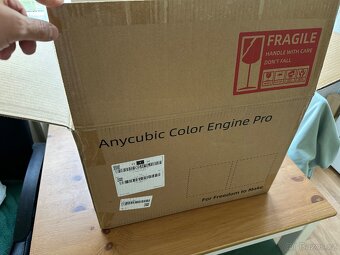 FRAGILE
HANDLE WITH CARE
DON'T FALL
Anycubic Color Engine Pro
For Freedom to Make.